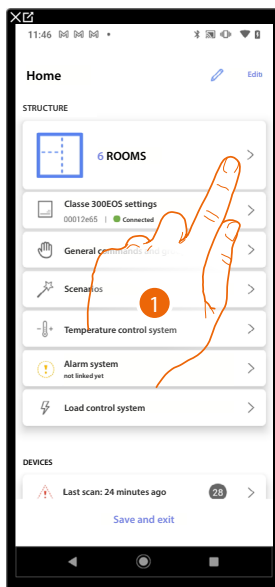 11:46
Home
Edit
STRUCTURE
6 ROOMS
Classe 300EOS settings
00012e65 | Connected
General commands
Scenarios
1
Temperature control system
Alarm system
not linked yet
Load control system
DEVICES
Last scan: 24 minutes ago
28
Save and exit